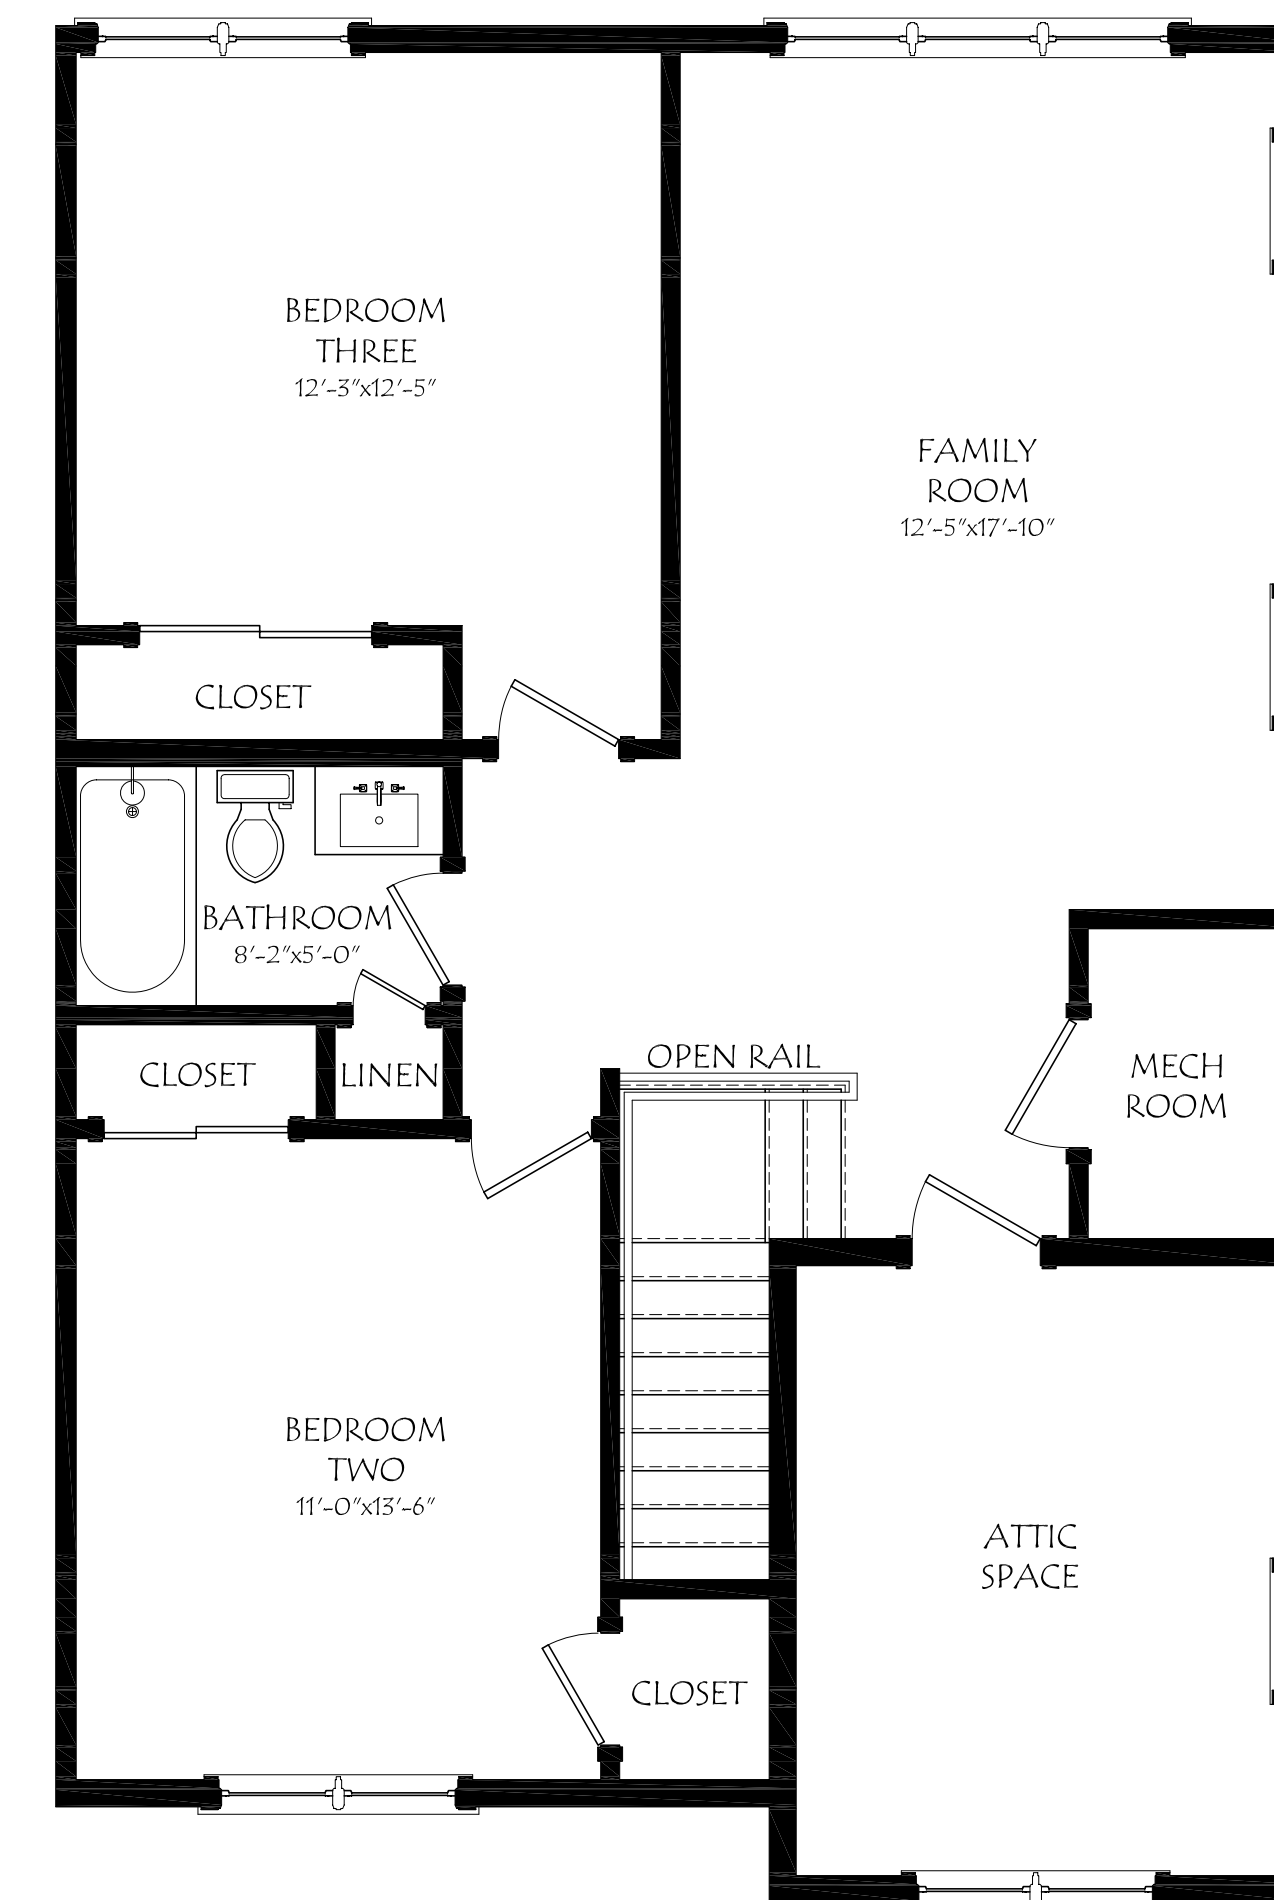 BEDROOM
THREE
12'-3"x12'-5"
FAMILY
ROOM
12'-5"x17'-10"
CLOSET
BATHROOM
8'-2"x5'-0"
OPEN RAIL
CLOSET
LINEN
MECH
ROOM
BEDROOM
TWO
11'-0"x13'-6"
ATTIC
SPACE
CLOSET